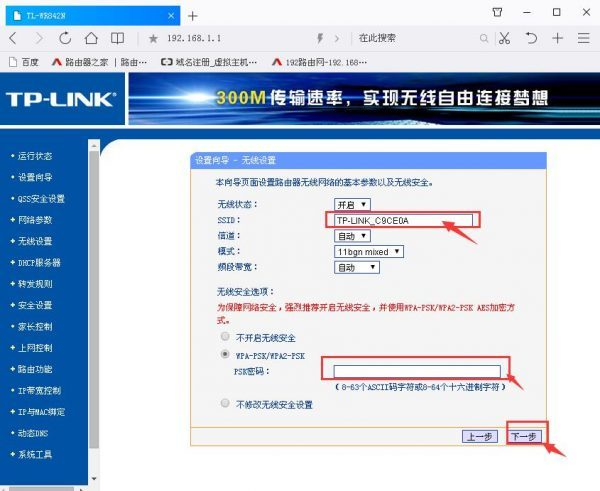 TL-WR842N
192.168.1.1
在此搜索
百度
路由器之家 | 路由…
域名注册_虚拟主机…
192路由网-192.168…
TP-LINK®
300M传输速率，实现无线自由连接梦想
运行状态
设置向导
QSS安全设置
网络参数
无线设置
DHCP服务器
转发规则
安全设置
家长控制
上网控制
路由功能
IP带宽控制
IP与MAC绑定
动态DNS
系统工具
设置向导 - 无线设置
本向导页面设置路由器无线网络的基本参数以及无线安全。
无线状态： 开启
SSID： TP-LINK_C9CE0A
信道： 自动
模式： 11bgn mixed
频段带宽： 自动
无线安全选项：
为保障网络安全，强烈推荐开启无线安全，并使用WPA-PSK/WPA2-PSK AES加密方
式。
不开启无线安全
WPA-PSK/WPA2-PSK
PSK密码：
（8-63个ASCII码字符或8-64个十六进制字符）
不修改无线安全设置
上一步 下一步